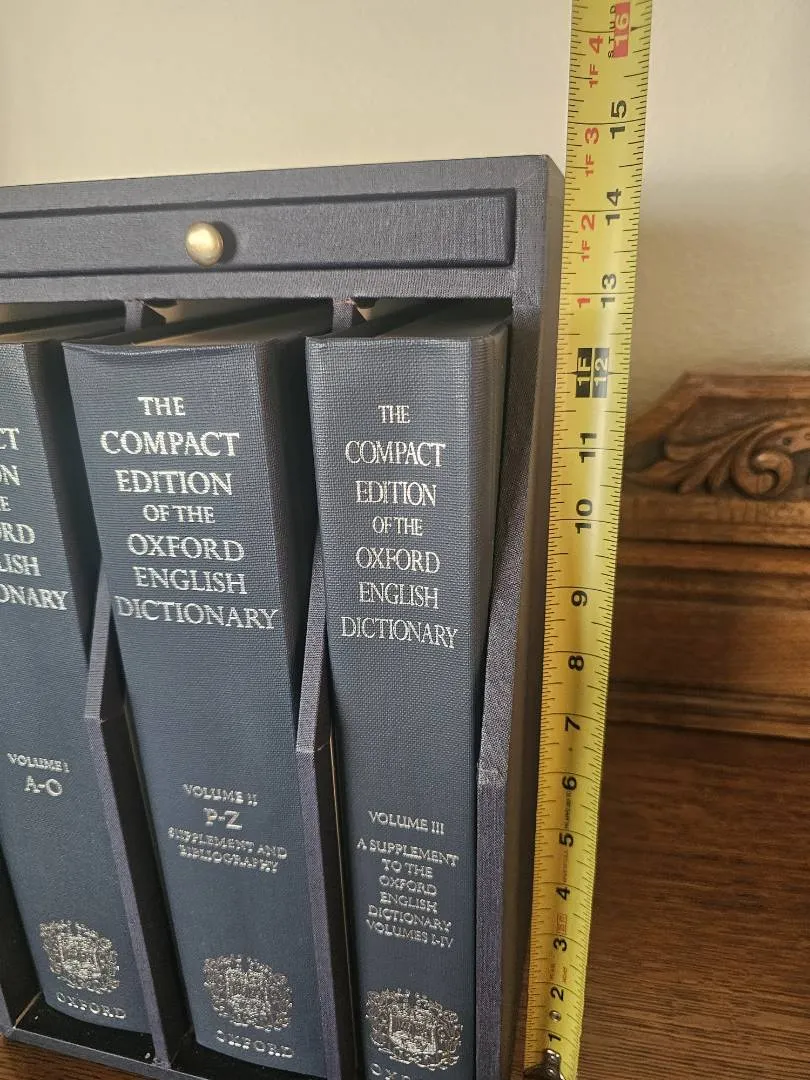 CT
ON
E
ORD
LISH
ONARY
VOLUME I
A-O
OXFORD
THE
COMPACT
EDITION
OF THE
OXFORD
ENGLISH
DICTIONARY
VOLUME II
P-Z
SUPPLEMENT AND
BIBLIOGRAPHY
OXFORD
THE
COMPACT
EDITION
OF THE
OXFORD
ENGLISH
DICTIONARY
VOLUME III
A SUPPLEMENT
TO THE
OXFORD
ENGLISH
DICTIONARY
VOLUMES I-IV
OX
STUD
16
1F 4
15
1F 3
14
1F 2
13
1
1F
12
11
10
9
8
7
6
5
4
3
2
1